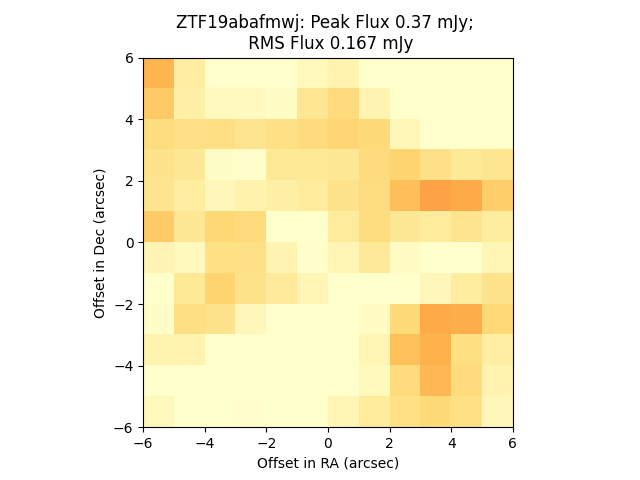 ZTF19abafmwj: Peak Flux 0.37 mJy;
RMS Flux 0.167 mJy
6
4
2
0
−2
−4
−6
Offset in Dec (arcsec)
−6 −4 −2 0 2 4 6
Offset in RA (arcsec)